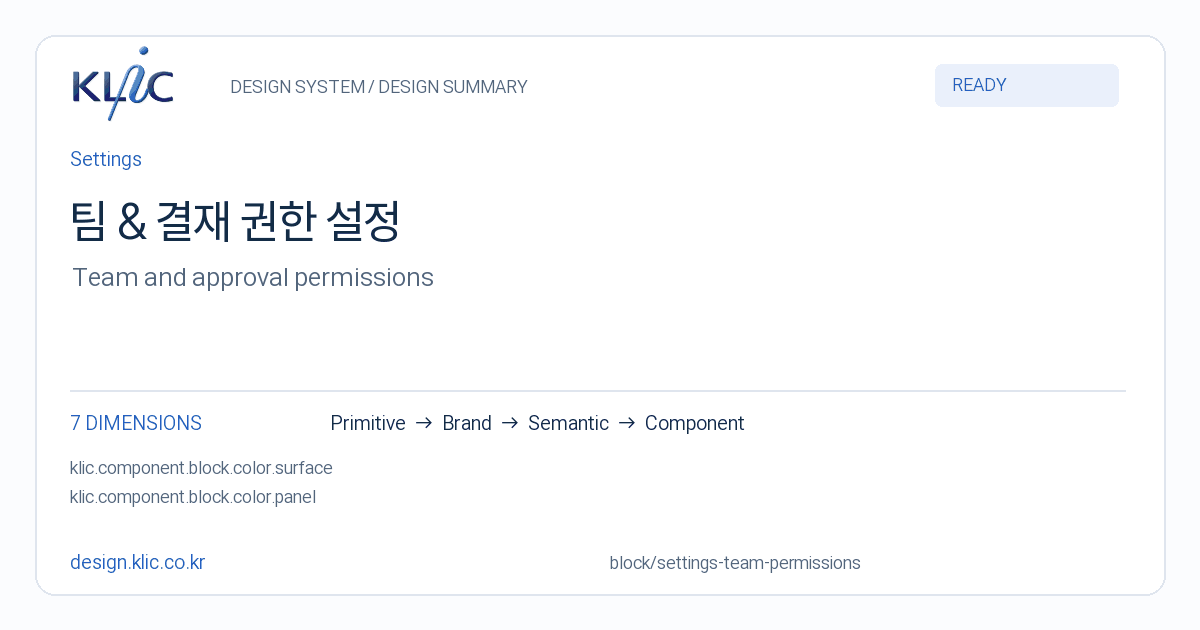 KLIC
DESIGN SYSTEM / DESIGN SUMMARY
READY
Settings
팀 & 결재 권한 설정
Team and approval permissions
7 DIMENSIONS
Primitive → Brand → Semantic → Component
klic.component.block.color.surface
klic.component.block.color.panel
design.klic.co.kr
block/settings-team-permissions